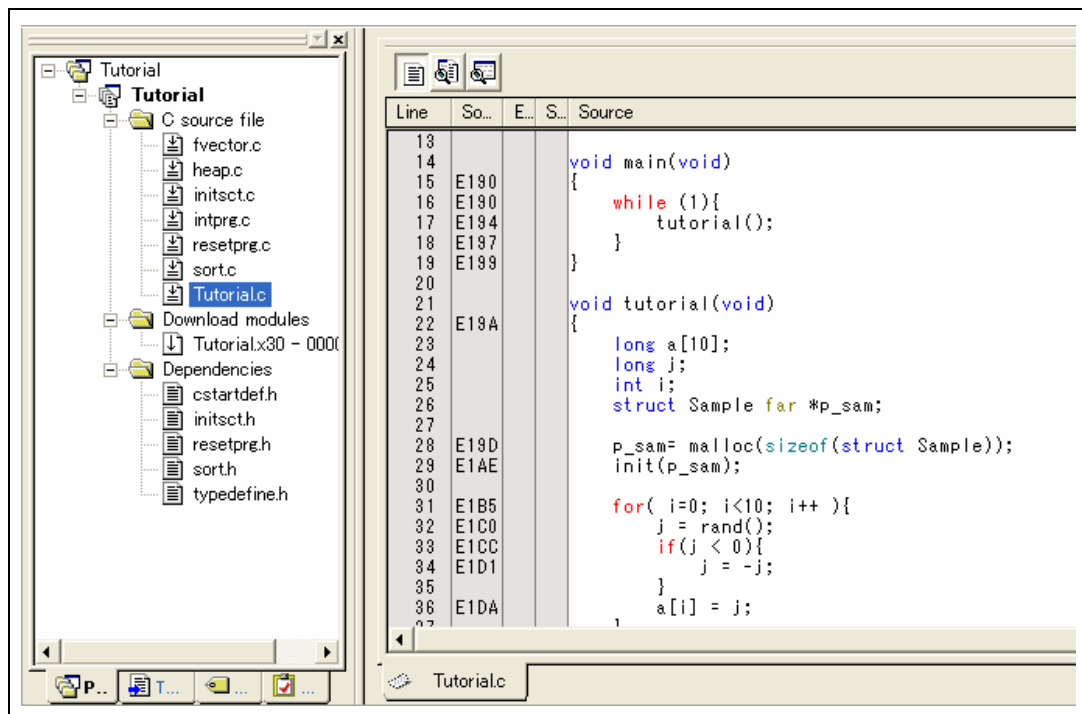 Tutorial
Tutorial
C source file
fvector.c
heap.c
initsct.c
intprg.c
resetprg.c
sort.c
Tutorial.c
Download modules
Tutorial.x30 - 000(
Dependencies
cstartdef.h
initsct.h
resetprg.h
sort.h
typedefine.h
P..
T...
...
...
Line So... E... S... Source
13
14 void main(void)
15 E190 {
16 E190 while (1){
17 E194 tutorial();
18 E197 }
19 E199 }
20
21 void tutorial(void)
22 E19A {
23 long a[10];
24 long j;
25 int i;
26 struct Sample far *p_sam;
27
28 E19D p_sam= malloc(sizeof(struct Sample));
29 E1AE init(p_sam);
30
31 E1B5 for( i=0; i<10; i++ ){
32 E1C0 j = rand();
33 E1CC if(j < 0){
34 E1D1 j = -j;
35 }
36 E1DA a[i] = j;
Tutorial.c